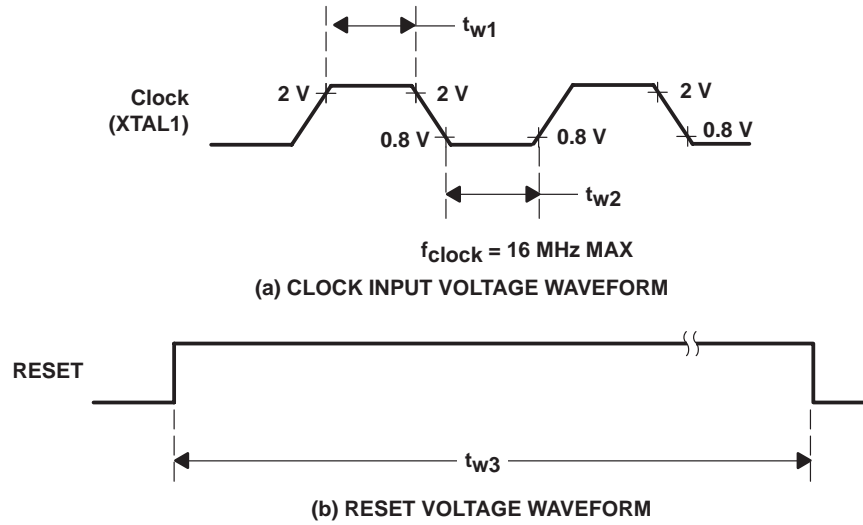 tw1
2 V 2 V 2 V
Clock
(XTAL1)
0.8 V 0.8 V 0.8 V
tw2
fclock = 16 MHz MAX
(a) CLOCK INPUT VOLTAGE WAVEFORM
RESET
tw3
(b) RESET VOLTAGE WAVEFORM